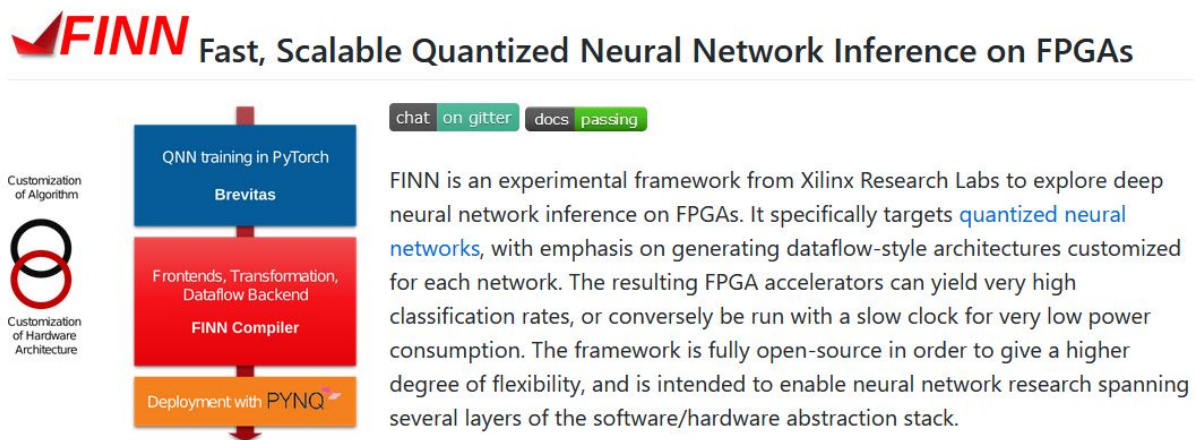 FINN Fast, Scalable Quantized Neural Network Inference on FPGAs
chat on gitter docs passing
QNN training in PyTorch
Brevitas
Customization
of Algorithm
Frontends, Transformation,
Dataflow Backend
FINN Compiler
Customization
of Hardware
Architecture
Deployment with PYNQ
FINN is an experimental framework from Xilinx Research Labs to explore deep
neural network inference on FPGAs. It specifically targets quantized neural
networks, with emphasis on generating dataflow-style architectures customized
for each network. The resulting FPGA accelerators can yield very high
classification rates, or conversely be run with a slow clock for very low power
consumption. The framework is fully open-source in order to give a higher
degree of flexibility, and is intended to enable neural network research spanning
several layers of the software/hardware abstraction stack.